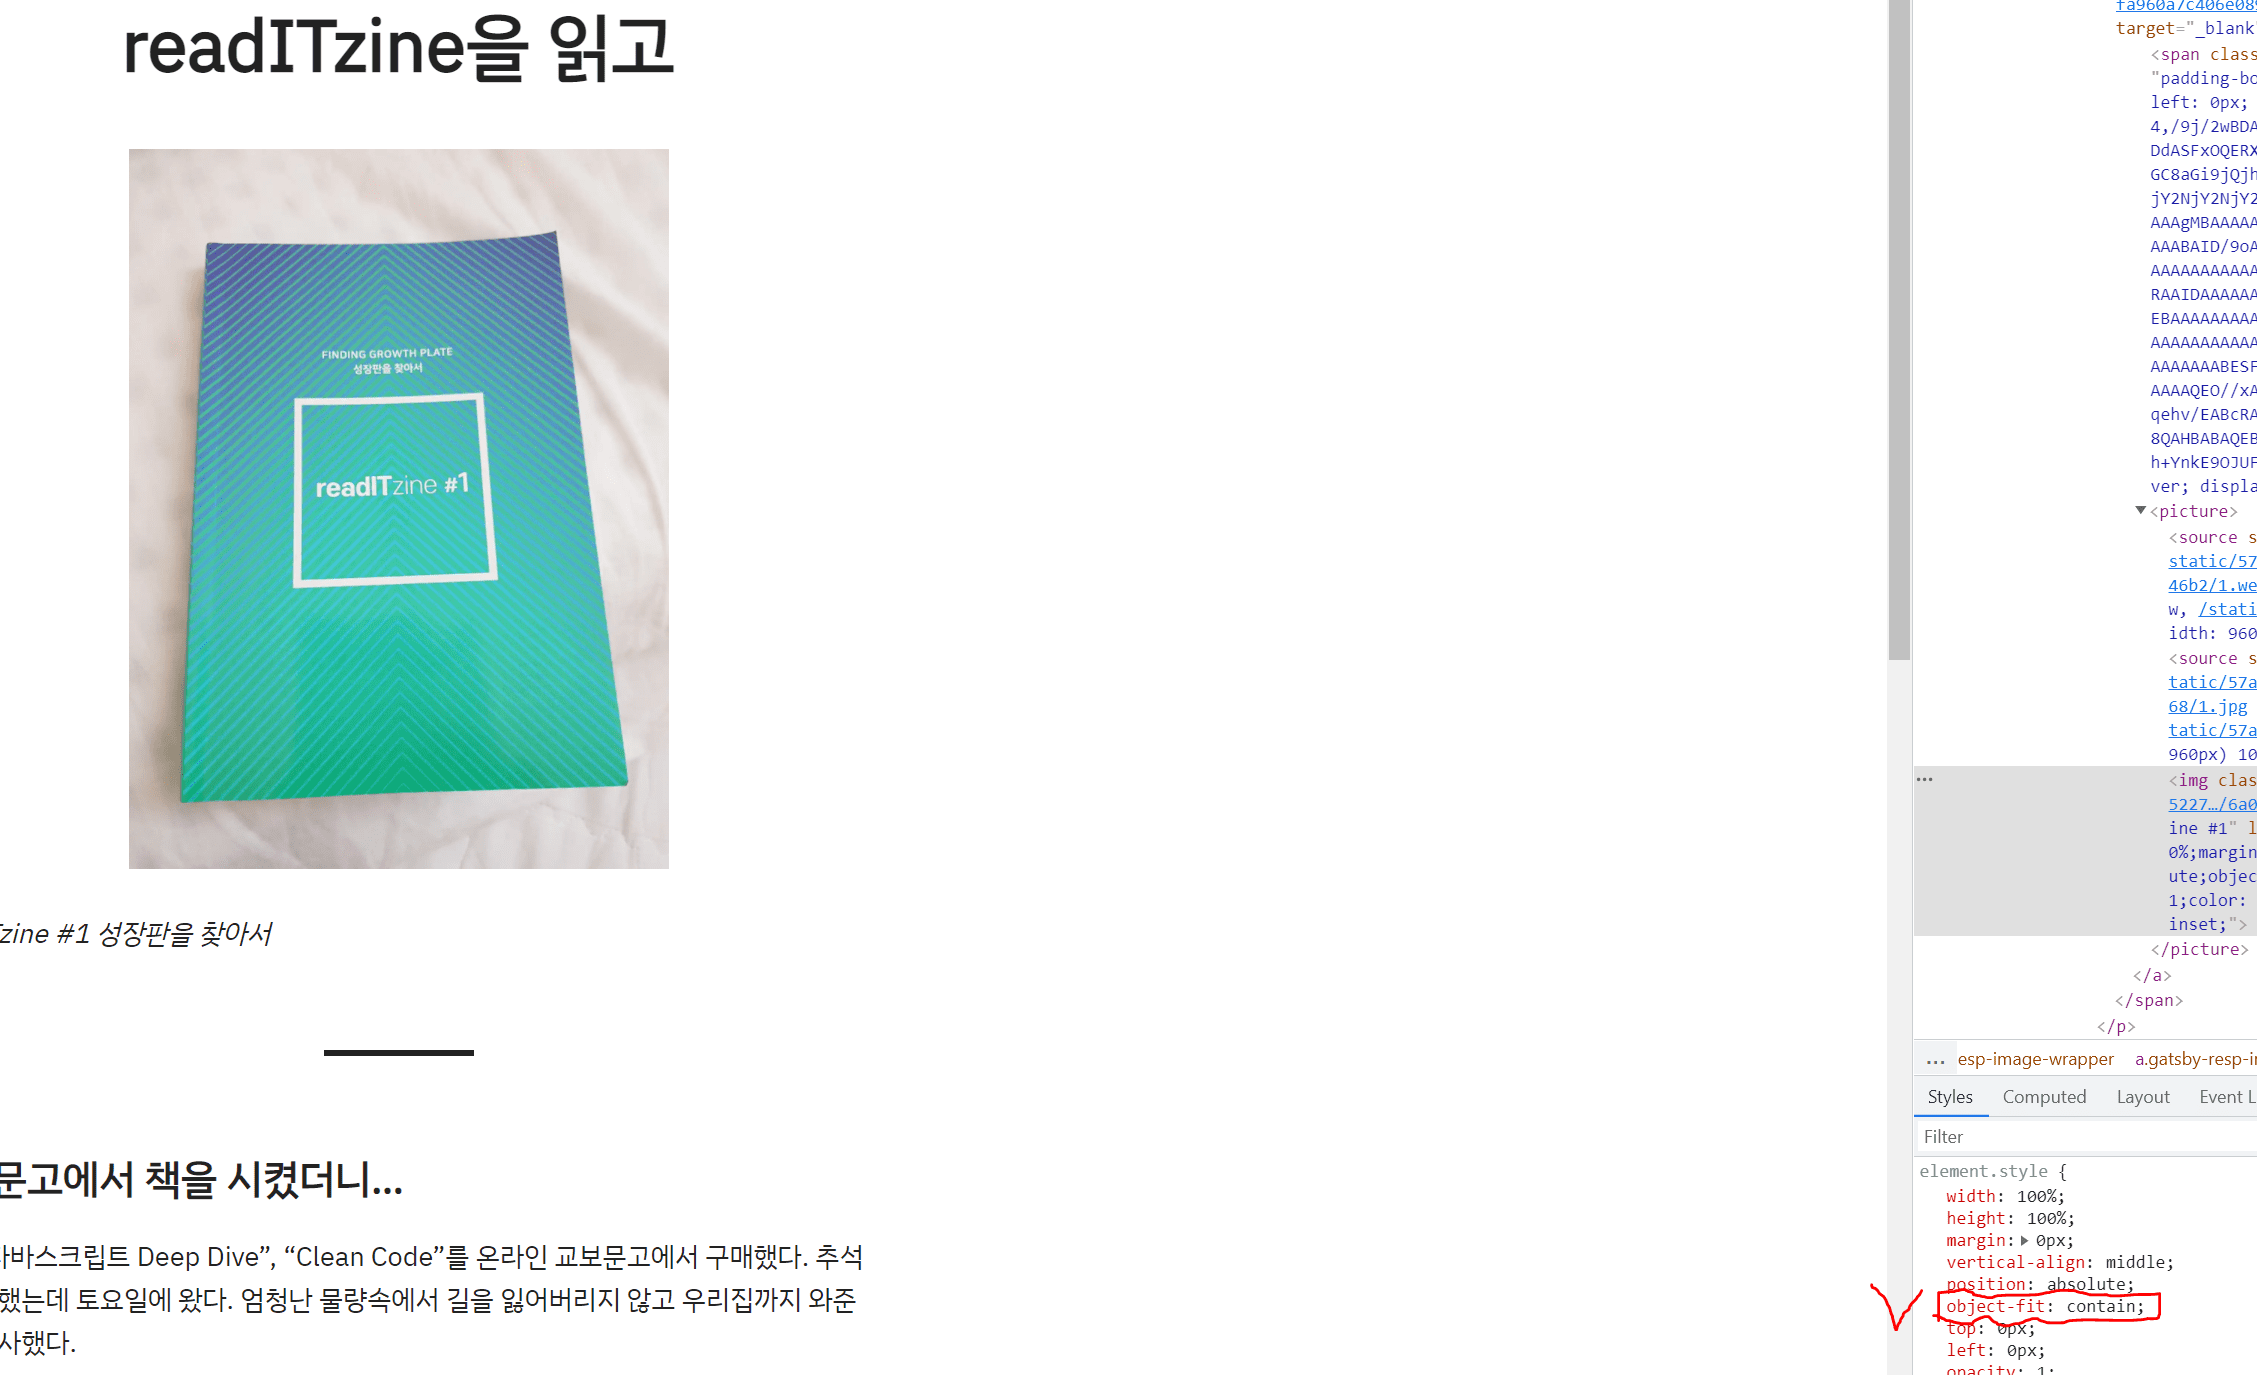 readITzine을 읽고
FINDING GROWTH PLATE
성장판을 찾아서
readITzine #1
zine #1 성장판을 찾아서
문고에서 책을 시켰더니...
바스크립트 Deep Dive”, “Clean Code”를 온라인 교보문고에서 구매했다. 추석
했는데 토요일에 왔다. 엄청난 물량속에서 길을 잃어버리지 않고 우리집까지 와준
사했다.
fa960a7c406e089
target="_blank"
<span class
"padding-bo
left: 0px;
4,/9j/2wBDA
DdASFxOQERX
GC8aGi9jQjh
jY2NjY2NjY2
AAAgMBAAAAA
AAABAID/9oA
AAAAAAAAAAA
RAAIDAAAAAA
EBAAAAAAAAA
AAAAAAAAAAA
AAAAAAABESF
AAAAQEO//xA
qehv/EABcRA
8QAHBABAQEB
h+YnkE9OJUF
ver; displa
<picture>
<source s
static/57
46b2/1.we
w, /stati
idth: 960
<source s
tatic/57a
68/1.jpg
tatic/57a
960px) 10
... <img clas
5227…/6a0
ine #1" l
0%;margin
ute;objec
1;color:
inset;">
</picture>
</a>
</span>
</p>
... esp-image-wrapper a.gatsby-resp-i
Styles Computed Layout Event L
Filter
element.style {
width: 100%;
height: 100%;
margin: 0px;
vertical-align: middle;
position: absolute;
object-fit: contain;
top: 0px;
left: 0px;
opacity: 1;